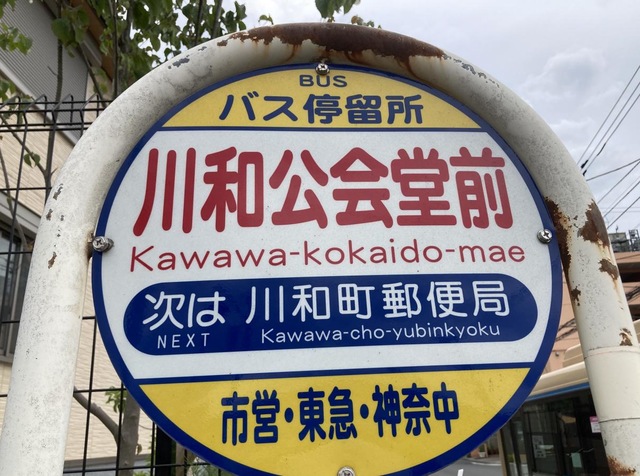 BUS
バス停留所
川和公会堂前
Kawawa-kokaido-mae
次は 川和町郵便局
NEXT Kawawa-cho-yubinkyoku
市営・東急・神奈中